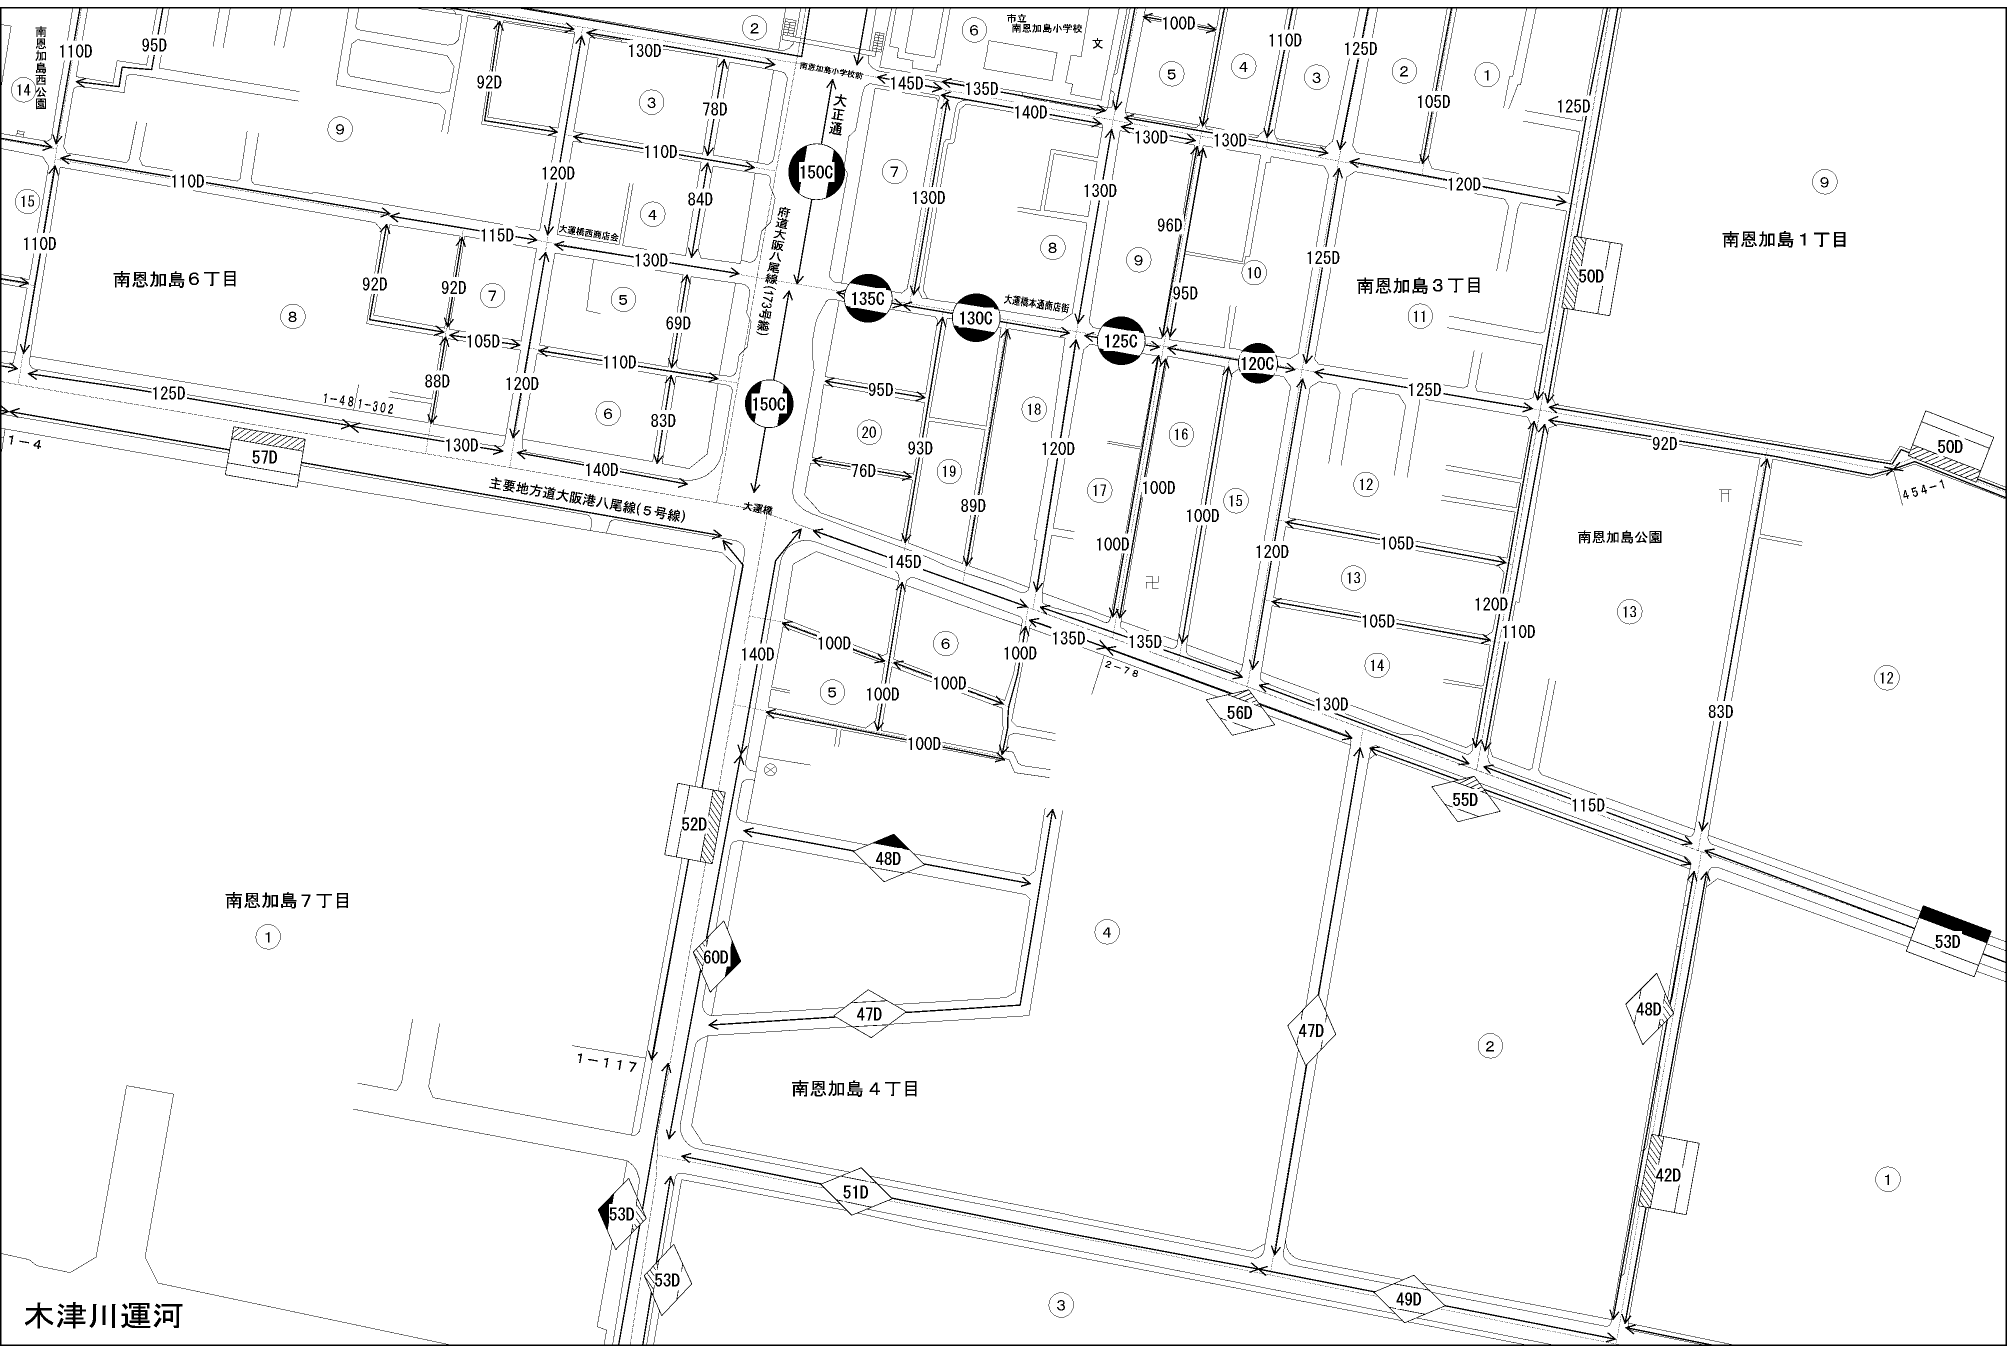 市立
南恩加島小学校
文
②
⑥
100D
125D
110D
130D
南恩加島西公園
110D
95D
⑭
92D
③
78D
南恩加島小学校前
145D
135D
140D
⑤
④
③
②
①
105D
125D
大正通
⑨
130D
130D
110D
120D
150C
⑦
130D
130D
96D
120D
⑨
110D
⑮
84D
④
府道大阪八尾線(173号線)
⑧
⑨
南恩加島1丁目
110D
115D
大運橋西商店会
130D
⑩
125D
南恩加島3丁目
50D
南恩加島6丁目
92D
92D
⑦
⑤
135C
130C
大運橋本通商店街
95D
⑪
⑧
69D
125C
120C
105D
110D
125D
125D
88D
120D
95D
1-48
1-302
⑥
83D
150C
⑱
1-4
57D
130D
140D
⑳
93D
120D
⑯
92D
50D
76D
⑲
⑰
100D
⑫
454-1
主要地方道大阪港八尾線(5号線)
大運橋
89D
100D
⑮
南恩加島公園
145D
100D
120D
105D
⑬
105D
120D
110D
⑬
100D
⑥
100D
135D
135D
2-78
⑭
⑫
140D
100D
⑤
100D
100D
56D
130D
83D
55D
115D
52D
48D
南恩加島7丁目
①
60D
④
53D
47D
47D
48D
②
1-117
南恩加島4丁目
51D
42D
①
53D
53D
49D
③
木津川運河